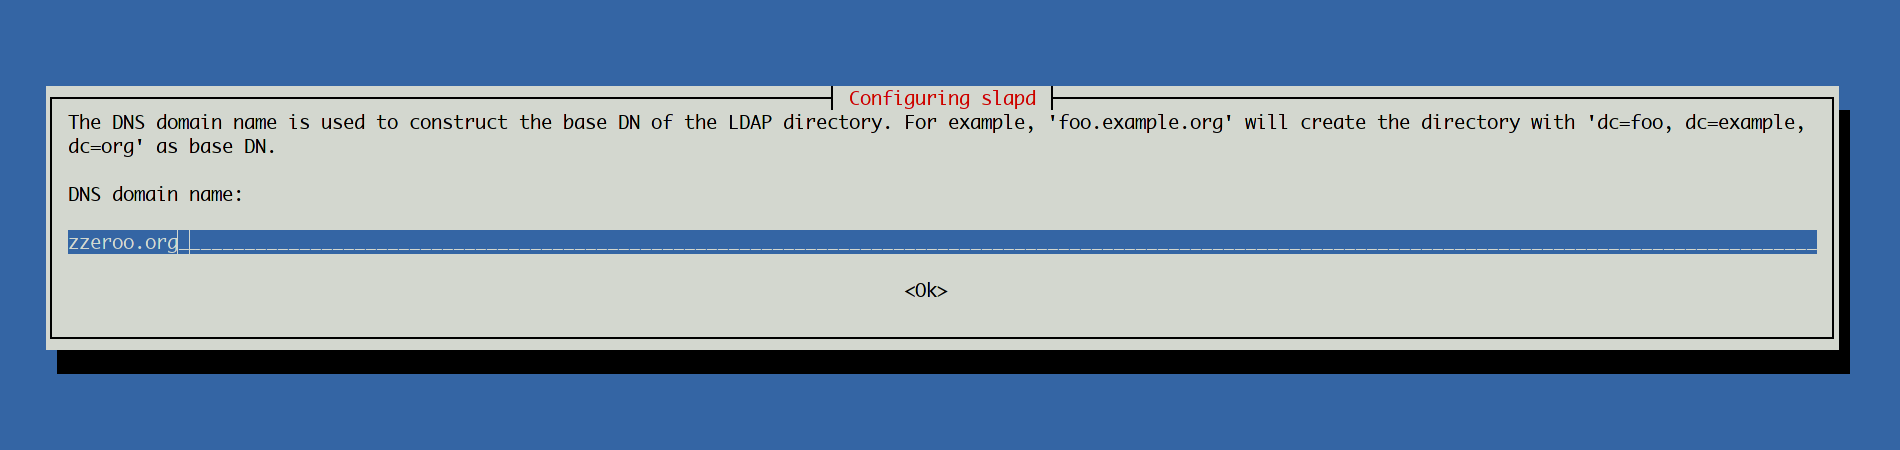 Configuring slapd
The DNS domain name is used to construct the base DN of the LDAP directory. For example, 'foo.example.org' will create the directory with 'dc=foo, dc=example,
dc=org' as base DN.
DNS domain name:
zzeroo.org
<Ok>